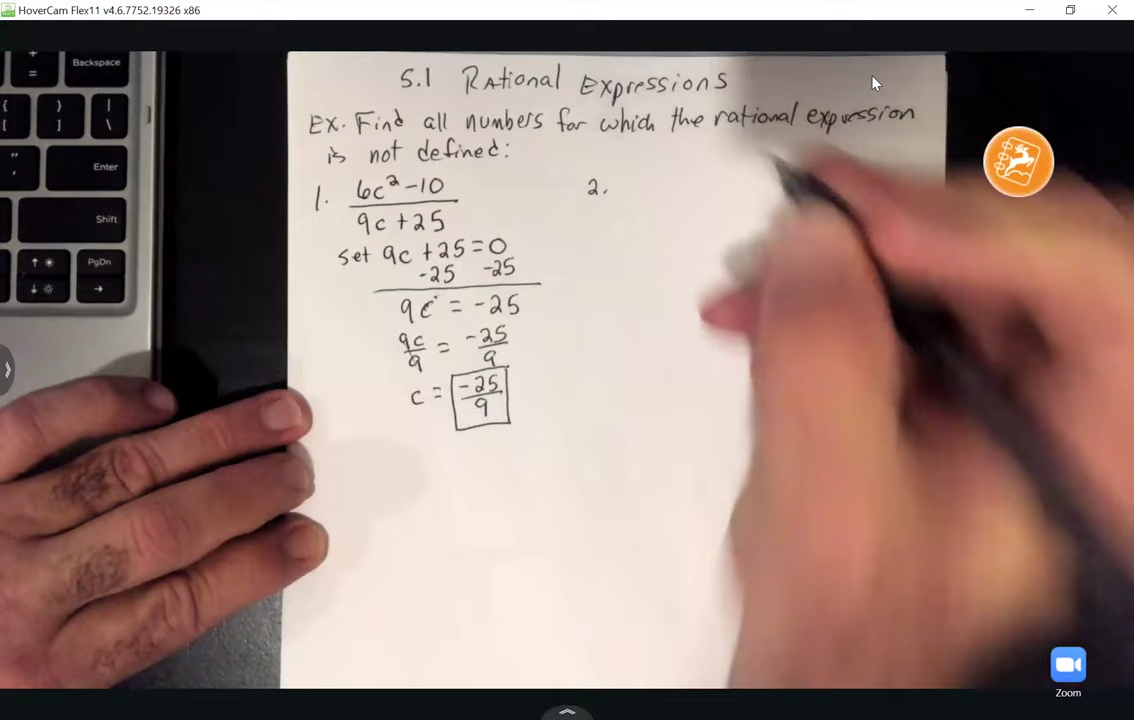 HoverCam Flex11 v4.6.7752.19326 x86
Backspace
Enter
Shift
PgDn
5.1 Rational Expressions
Ex. Find all numbers for which the rational expression
is not defined:
1. 6c² - 10
9c + 25
set 9c + 25 = 0
-25 -25
9c = -25
9c/9 = -25/9
c = -25/9
2.
Zoom